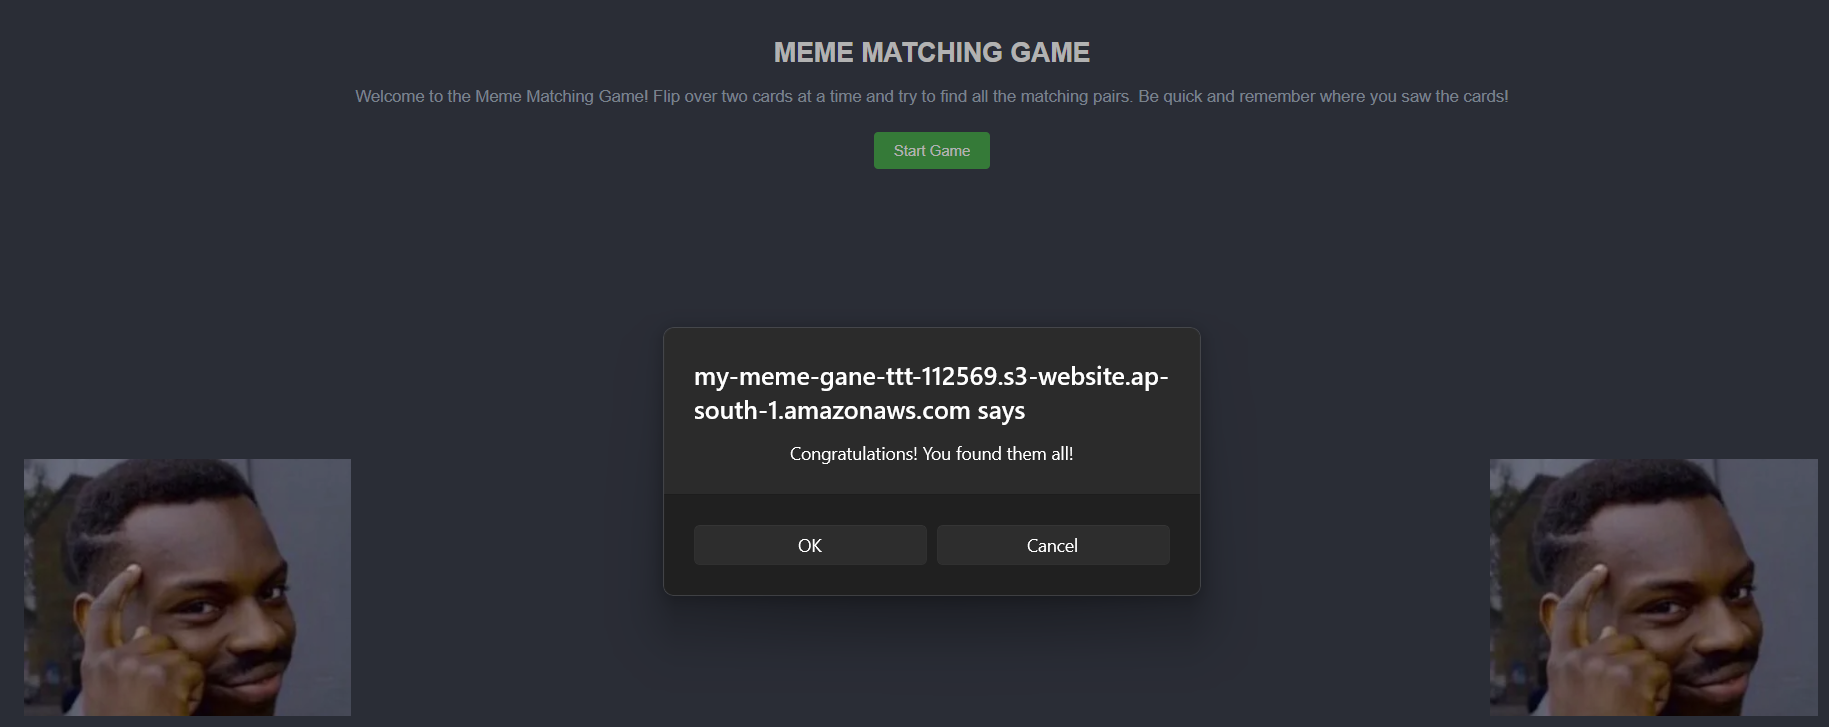 MEME MATCHING GAME
Welcome to the Meme Matching Game! Flip over two cards at a time and try to find all the matching pairs. Be quick and remember where you saw the cards!
Start Game
my-meme-gane-ttt-112569.s3-website.ap-
south-1.amazonaws.com says
Congratulations! You found them all!
OK
Cancel